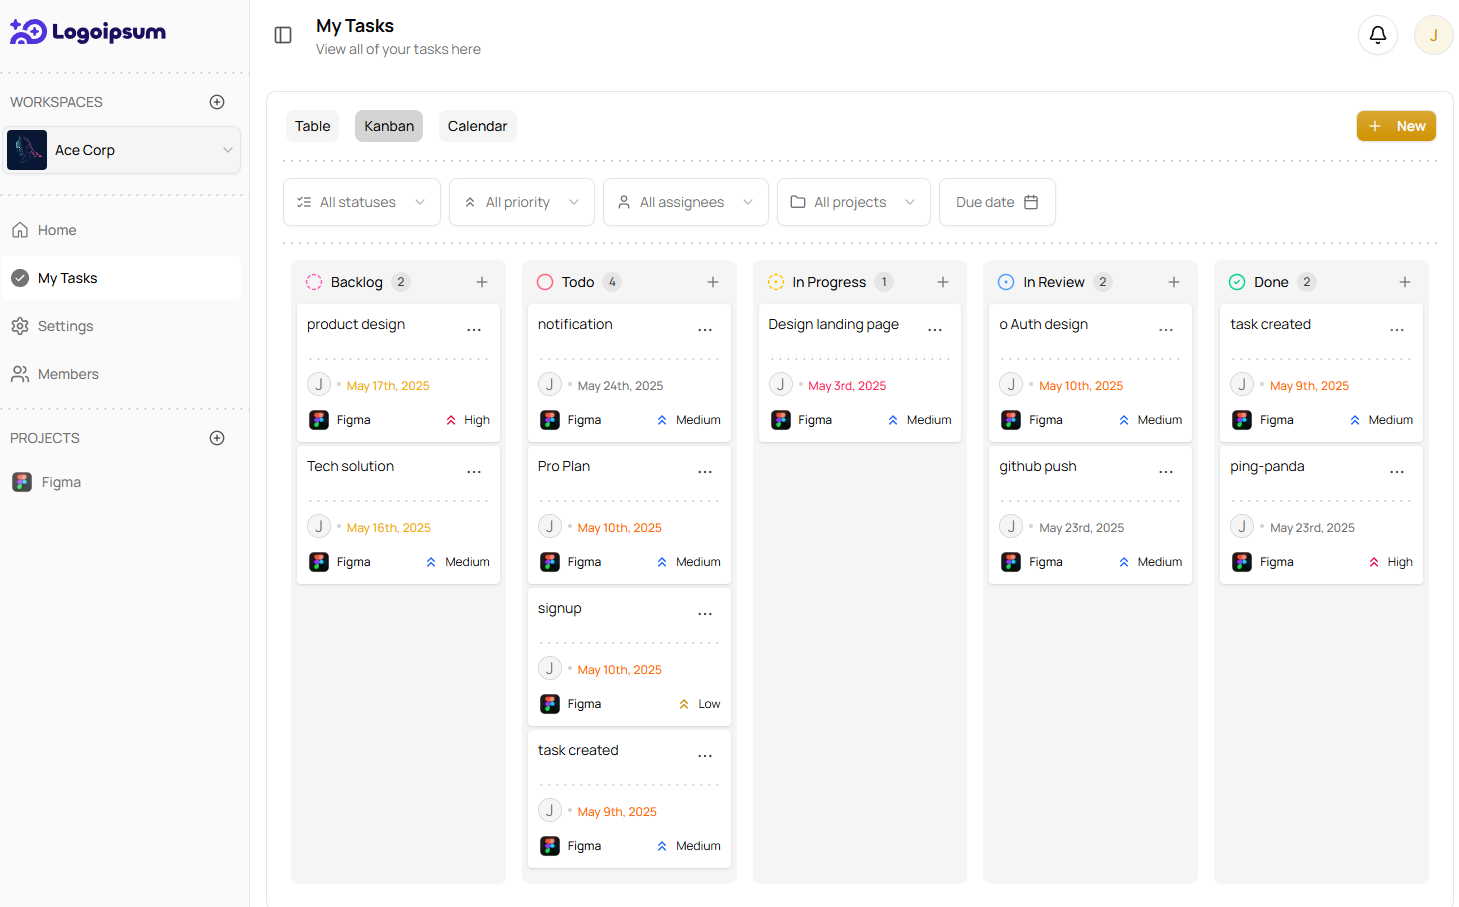 Logoipsum
WORKSPACES
Ace Corp
Home
My Tasks
Settings
Members
PROJECTS
Figma
My Tasks
View all of your tasks here
J
Table
Kanban
Calendar
+ New
All statuses
All priority
All assignees
All projects
Due date
Backlog 2 +
product design ...
J • May 17th, 2025
Figma High
Tech solution ...
J • May 16th, 2025
Figma Medium
Todo 4 +
notification ...
J • May 24th, 2025
Figma Medium
Pro Plan ...
J • May 10th, 2025
Figma Medium
signup ...
J • May 10th, 2025
Figma Low
task created ...
J • May 9th, 2025
Figma Medium
In Progress 1 +
Design landing page ...
J • May 3rd, 2025
Figma Medium
In Review 2 +
o Auth design ...
J • May 10th, 2025
Figma Medium
github push ...
J • May 23rd, 2025
Figma Medium
Done 2 +
task created ...
J • May 9th, 2025
Figma Medium
ping-panda ...
J • May 23rd, 2025
Figma High